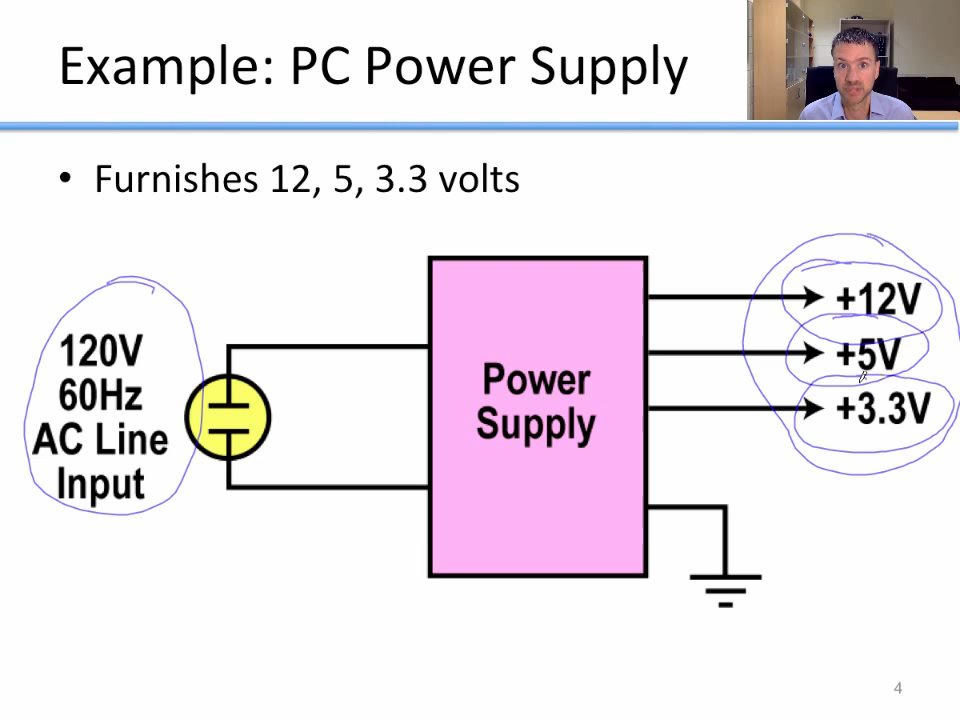 Example: PC Power Supply
• Furnishes 12, 5, 3.3 volts
120V
60Hz
AC Line
Input
Power
Supply
+12V
+5V
+3.3V
4